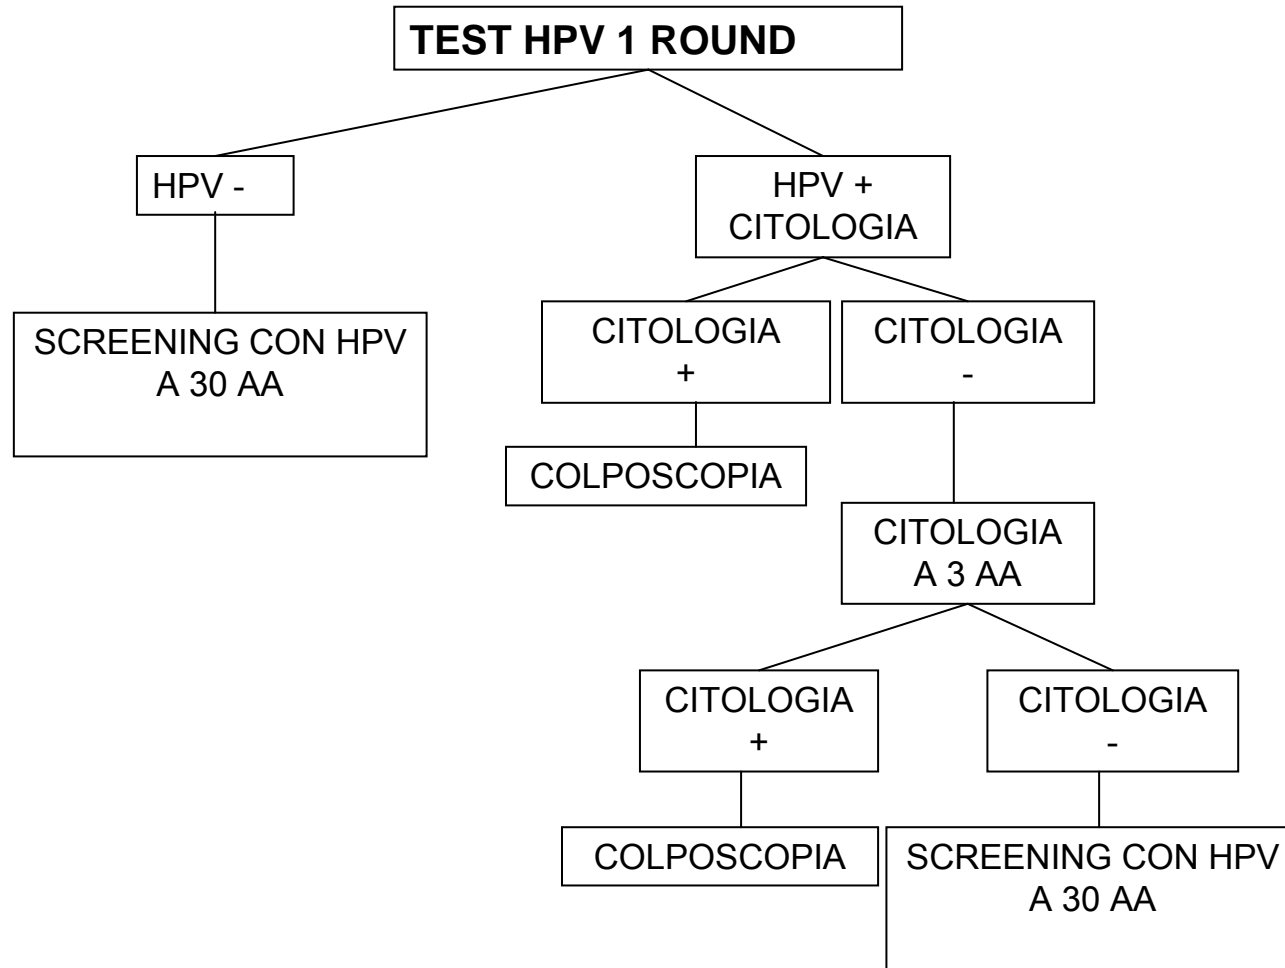 TEST HPV 1 ROUND
HPV -
HPV +
CITOLOGIA
SCREENING CON HPV
A 30 AA
CITOLOGIA
+
CITOLOGIA
-
COLPOSCOPIA
CITOLOGIA
A 3 AA
CITOLOGIA
+
CITOLOGIA
-
COLPOSCOPIA
SCREENING CON HPV
A 30 AA